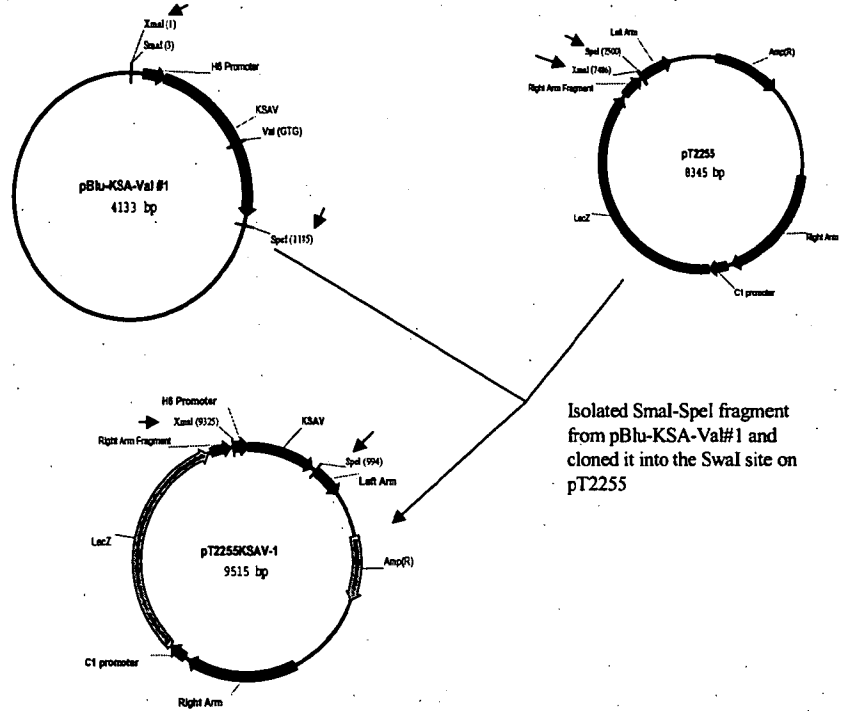 XmaI (1)
SmaI (3)
H6 Promoter
KSAV
Val (GTG)
pBlu-KSA-Val #1
4133 bp
SpeI (1195)
Left Arm
SpeI (7500)
XmaI (7486)
Right Arm Fragment
Amp(R)
pT2255
8345 bp
LacZ
Right Arm
C1 promoter
H6 Promoter
XmaI (9325)
KSAV
Right Arm Fragment
SpeI (994)
Left Arm
LacZ
pT2255KSAV-1
9515 bp
Amp(R)
C1 promoter
Right Arm
Isolated SmaI-SpeI fragment
from pBlu-KSA-Val#1 and
cloned it into the SwaI site on
pT2255